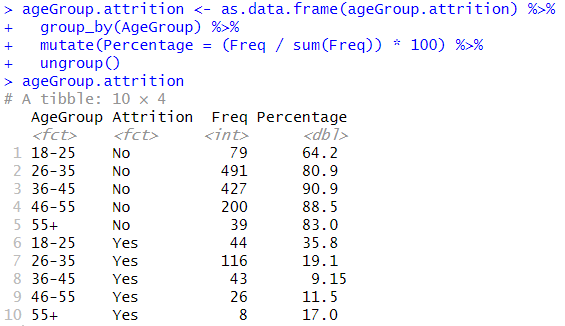 > ageGroup.attrition <- as.data.frame(ageGroup.attrition) %>%
+   group_by(AgeGroup) %>%
+   mutate(Percentage = (Freq / sum(Freq)) * 100) %>%
+   ungroup()
> ageGroup.attrition
# A tibble: 10 × 4
   AgeGroup Attrition  Freq Percentage
   <fct>    <fct>     <int>      <dbl>
 1 18-25    No           79      64.2
 2 26-35    No          491      80.9
 3 36-45    No          427      90.9
 4 46-55    No          200      88.5
 5 55+      No           39      83.0
 6 18-25    Yes          44      35.8
 7 26-35    Yes         116      19.1
 8 36-45    Yes          43       9.15
 9 46-55    Yes          26      11.5
10 55+      Yes           8      17.0